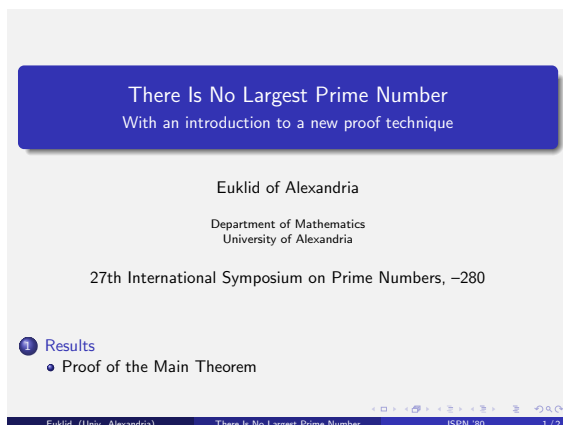 There Is No Largest Prime Number
With an introduction to a new proof technique
Euklid of Alexandria
Department of Mathematics
University of Alexandria
27th International Symposium on Prime Numbers, –280
1 Results
Proof of the Main Theorem
Euklid (Univ. Alexandria) There Is No Largest Prime Number ISPN '80 1 / 2